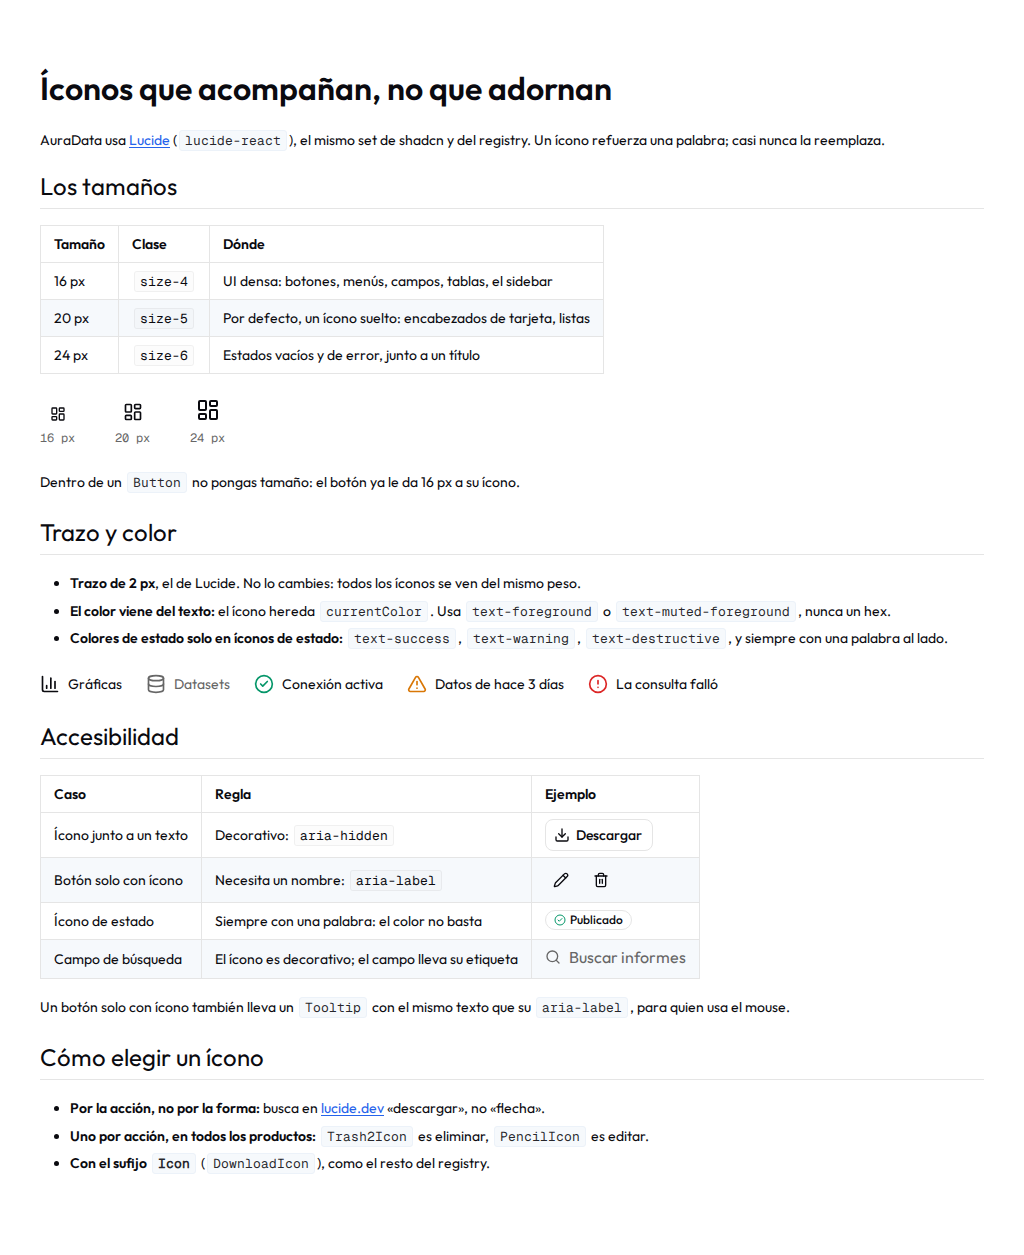 Íconos que acompañan, no que adornan
AuraData usa Lucide ( lucide-react ), el mismo set de shadcn y del registry. Un ícono refuerza una palabra; casi nunca la reemplaza.
Los tamaños
Tamaño Clase Dónde
16 px size-4 UI densa: botones, menús, campos, tablas, el sidebar
20 px size-5 Por defecto, un ícono suelto: encabezados de tarjeta, listas
24 px size-6 Estados vacíos y de error, junto a un título
16 px 20 px 24 px
Dentro de un Button no pongas tamaño: el botón ya le da 16 px a su ícono.
Trazo y color
• Trazo de 2 px, el de Lucide. No lo cambies: todos los íconos se ven del mismo peso.
• El color viene del texto: el ícono hereda currentColor . Usa text-foreground o text-muted-foreground , nunca un hex.
• Colores de estado solo en íconos de estado: text-success , text-warning , text-destructive , y siempre con una palabra al lado.
Gráficas Datasets Conexión activa Datos de hace 3 días La consulta falló
Accesibilidad
Caso Regla Ejemplo
Ícono junto a un texto Decorativo: aria-hidden Descargar
Botón solo con ícono Necesita un nombre: aria-label
Ícono de estado Siempre con una palabra: el color no basta Publicado
Campo de búsqueda El ícono es decorativo; el campo lleva su etiqueta Buscar informes
Un botón solo con ícono también lleva un Tooltip con el mismo texto que su aria-label , para quien usa el mouse.
Cómo elegir un ícono
• Por la acción, no por la forma: busca en lucide.dev «descargar», no «flecha».
• Uno por acción, en todos los productos: Trash2Icon es eliminar, PencilIcon es editar.
• Con el sufijo Icon ( DownloadIcon ), como el resto del registry.